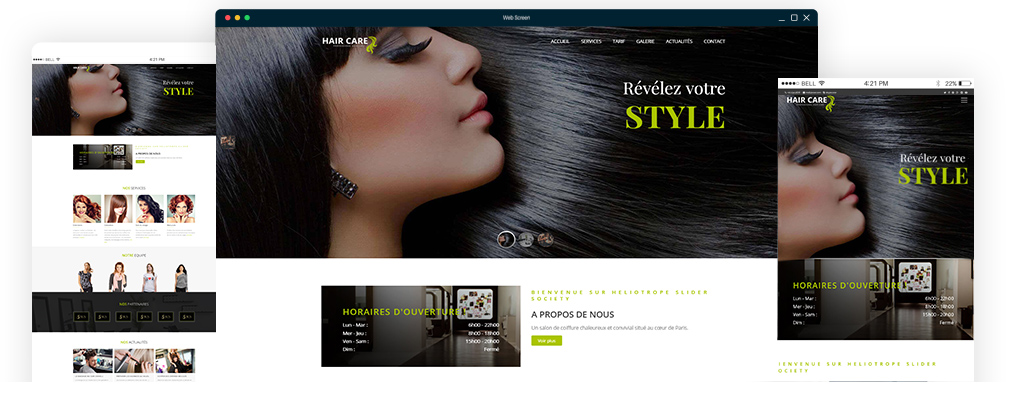 BELL 4:21 PM
HAIR CARE
Révélez votre
STYLE
A PROPOS DE NOUS
NOS SERVICES
NOTRE EQUIPE
NOS PARTENAIRES
NOS ACTUALITÉS
Web Screen
HAIR CARE
ACCUEIL SERVICES TARIF GALERIE ACTUALITÉS CONTACT
Révélez votre
STYLE
HORAIRES D'OUVERTURE
Lun - Mar : 6h00 - 22h00
Mer - Jeu : 8h00 - 18h00
Ven - Sam : 15h00 - 20h00
Dim : Fermé
BIENVENUE SUR HELIOTROPE SLIDER
SOCIETY
A PROPOS DE NOUS
Un salon de coiffure chaleureux et convivial situé au cœur de Paris.
Voir plus
BELL 4:21 PM 22%
HAIR CARE
Révélez votre
STYLE
HORAIRES D'OUVERTURE
Lun - Mar : 6h00 - 22h00
Mer - Jeu : 8h00 - 18h00
Ven - Sam : 15h00 - 20h00
Dim : Fermé
IENVENUE SUR HELIOTROPE SLIDER
OCIETY